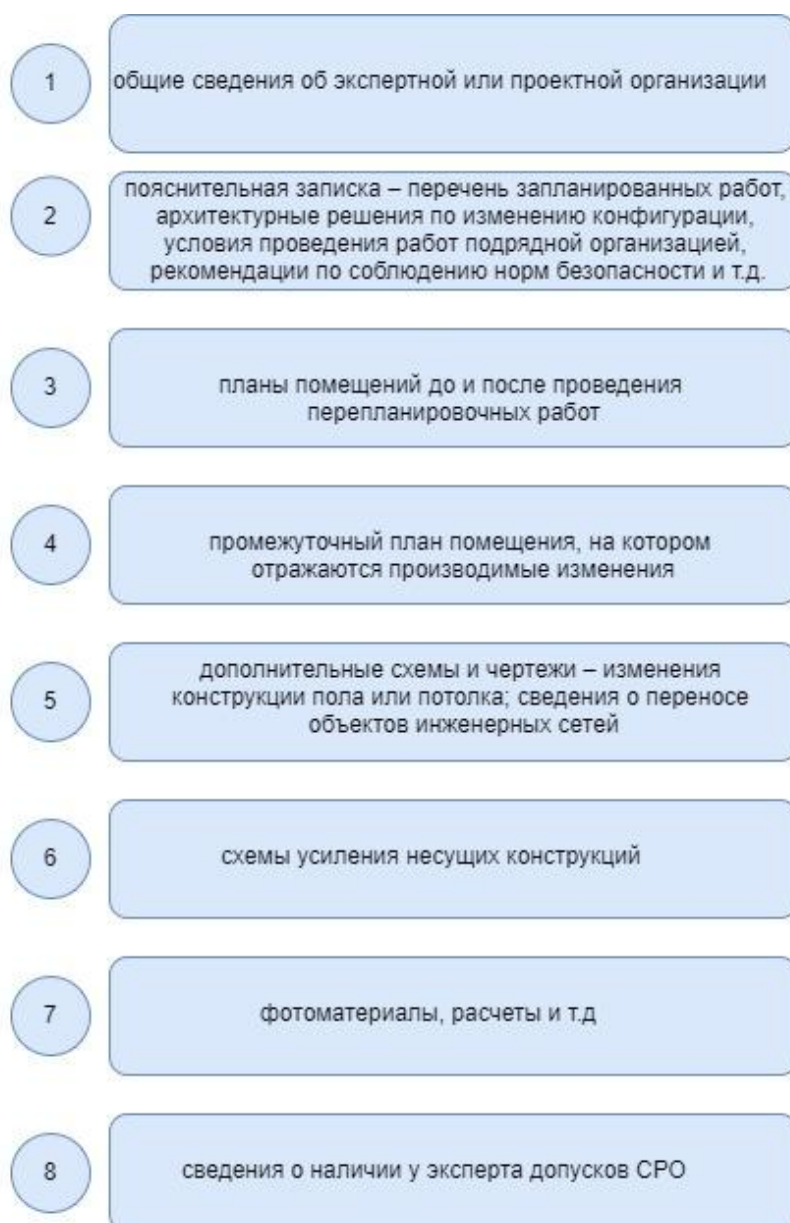 1
общие сведения об экспертной или проектной организации
2
пояснительная записка – перечень запланированных работ,
архитектурные решения по изменению конфигурации,
условия проведения работ подрядной организацией,
рекомендации по соблюдению норм безопасности и т.д.
3
планы помещений до и после проведения
перепланировочных работ
4
промежуточный план помещения, на котором
отражаются производимые изменения
5
дополнительные схемы и чертежи – изменения
конструкции пола или потолка; сведения о переносе
объектов инженерных сетей
6
схемы усиления несущих конструкций
7
фотоматериалы, расчеты и т.д
8
сведения о наличии у эксперта допусков СРО